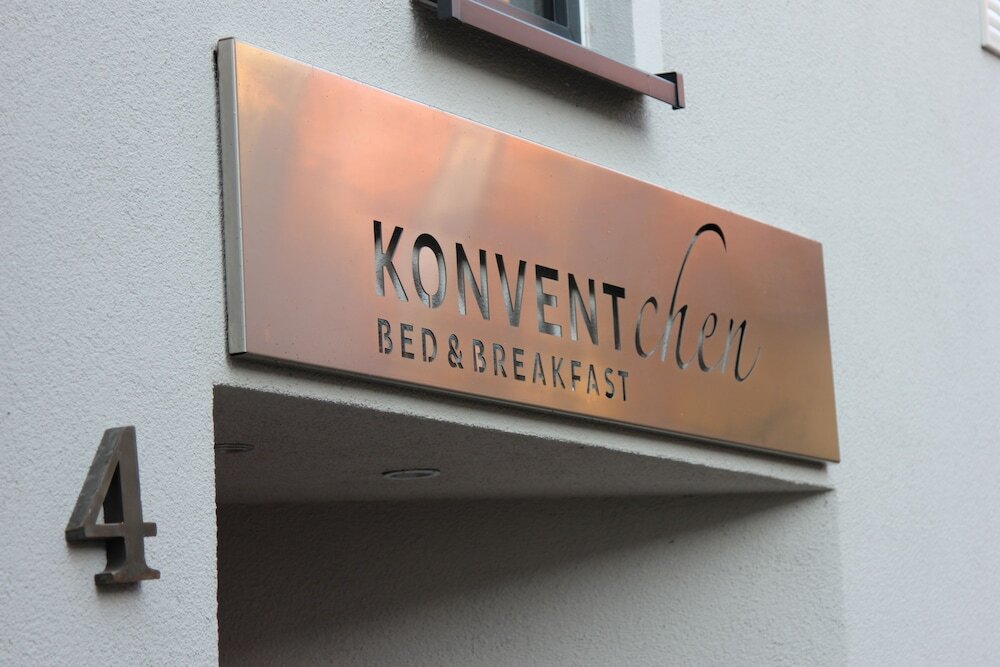 KONVENTchen
BED & BREAKFAST
4